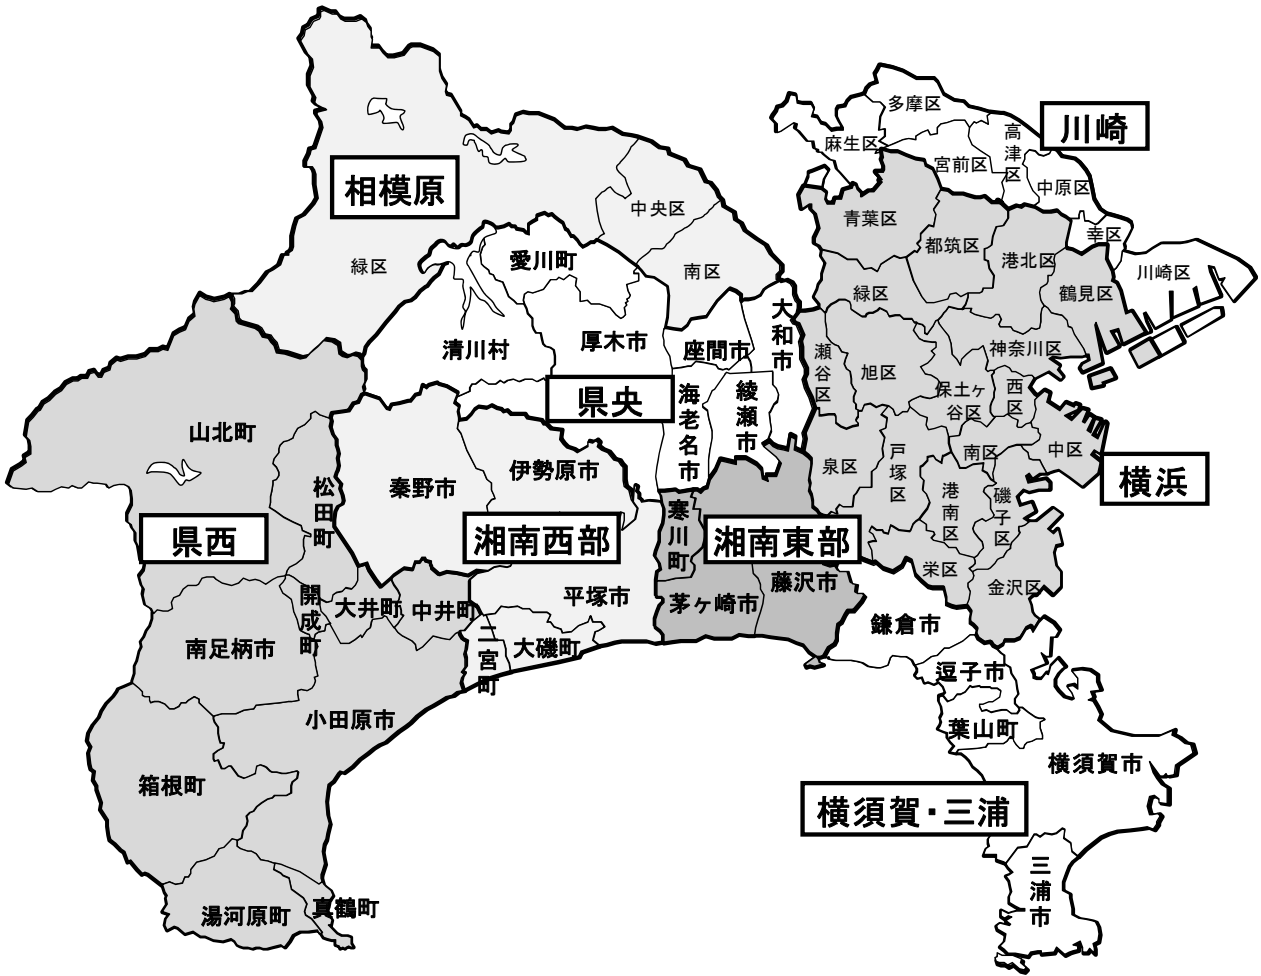 多摩区
川崎
高津区
麻生区
宮前区
相模原
中原区
中央区
青葉区
幸区
都筑区
愛川町
港北区
緑区
南区
川崎区
緑区
鶴見区
大和市
清川村
厚木市
座間市
瀬谷区
旭区
神奈川区
県央
海老名市
綾瀬市
保土ヶ谷区
西区
山北町
伊勢原市
泉区
戸塚区
南区
中区
秦野市
松田町
横浜
港南区
磯子区
県西
湘南西部
寒川町
湘南東部
栄区
金沢区
藤沢市
開成町
大井町
中井町
平塚市
茅ヶ崎市
鎌倉市
南足柄市
二宮町
大磯町
逗子市
小田原市
葉山町
横須賀市
箱根町
横須賀・三浦
三浦市
湯河原町
真鶴町